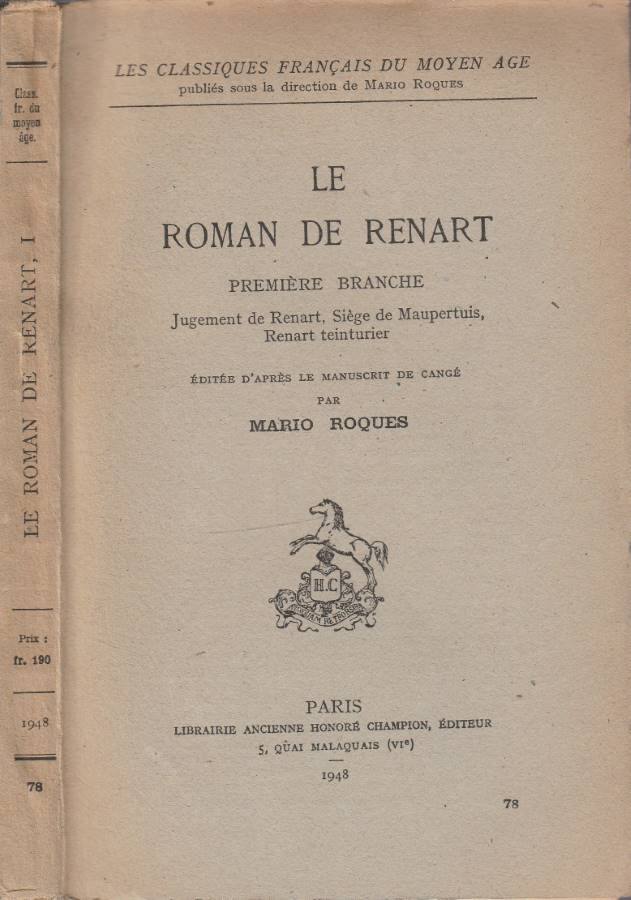 Class.
fr. du
moyen
âge.
LE ROMAN DE RENART, I
Prix :
fr. 190
1948
78
LES CLASSIQUES FRANÇAIS DU MOYEN AGE
publiés sous la direction de MARIO ROQUES
LE
ROMAN DE RENART
PREMIÈRE BRANCHE
Jugement de Renart, Siège de Maupertuis,
Renart teinturier
ÉDITÉE D'APRÈS LE MANUSCRIT DE CANGÉ
PAR
MARIO ROQUES
H.C
NUNQUAM RETRORSUM
PARIS
LIBRAIRIE ANCIENNE HONORÉ CHAMPION, ÉDITEUR
5, QUAI MALAQUAIS (VIe)
1948
78